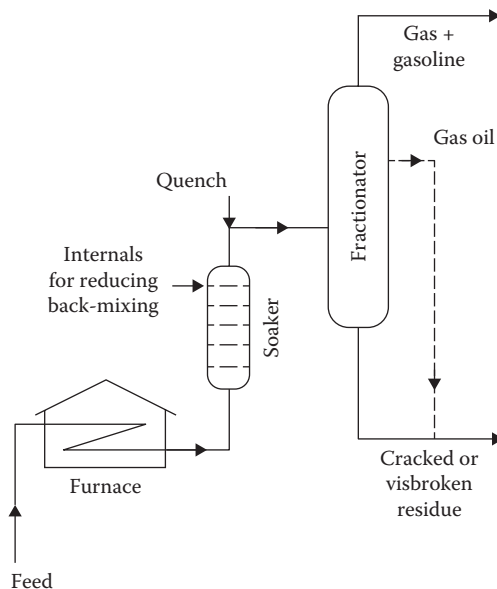 Gas +
gasoline
Gas oil
Fractionator
Quench
Internals
for reducing
back-mixing
Soaker
Furnace
Cracked or
visbroken
residue
Feed